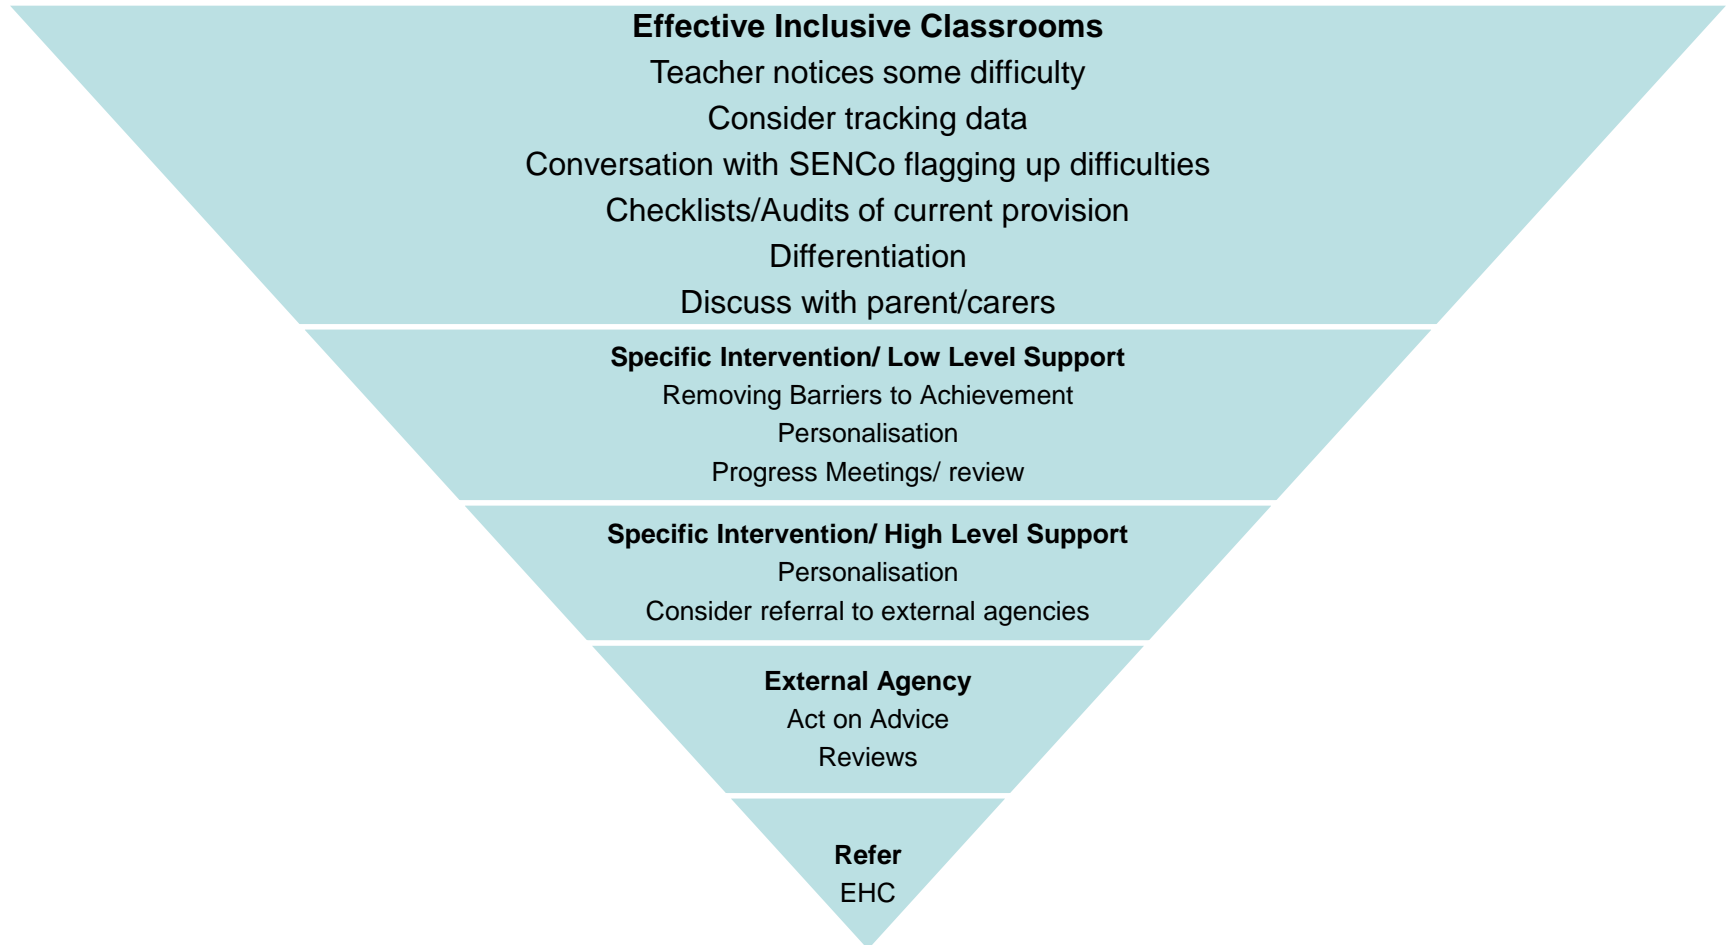 Effective Inclusive Classrooms
Teacher notices some difficulty
Consider tracking data
Conversation with SENCo flagging up difficulties
Checklists/Audits of current provision
Differentiation
Discuss with parent/carers
Specific Intervention/ Low Level Support
Removing Barriers to Achievement
Personalisation
Progress Meetings/ review
Specific Intervention/ High Level Support
Personalisation
Consider referral to external agencies
External Agency
Act on Advice
Reviews
Refer
EHC